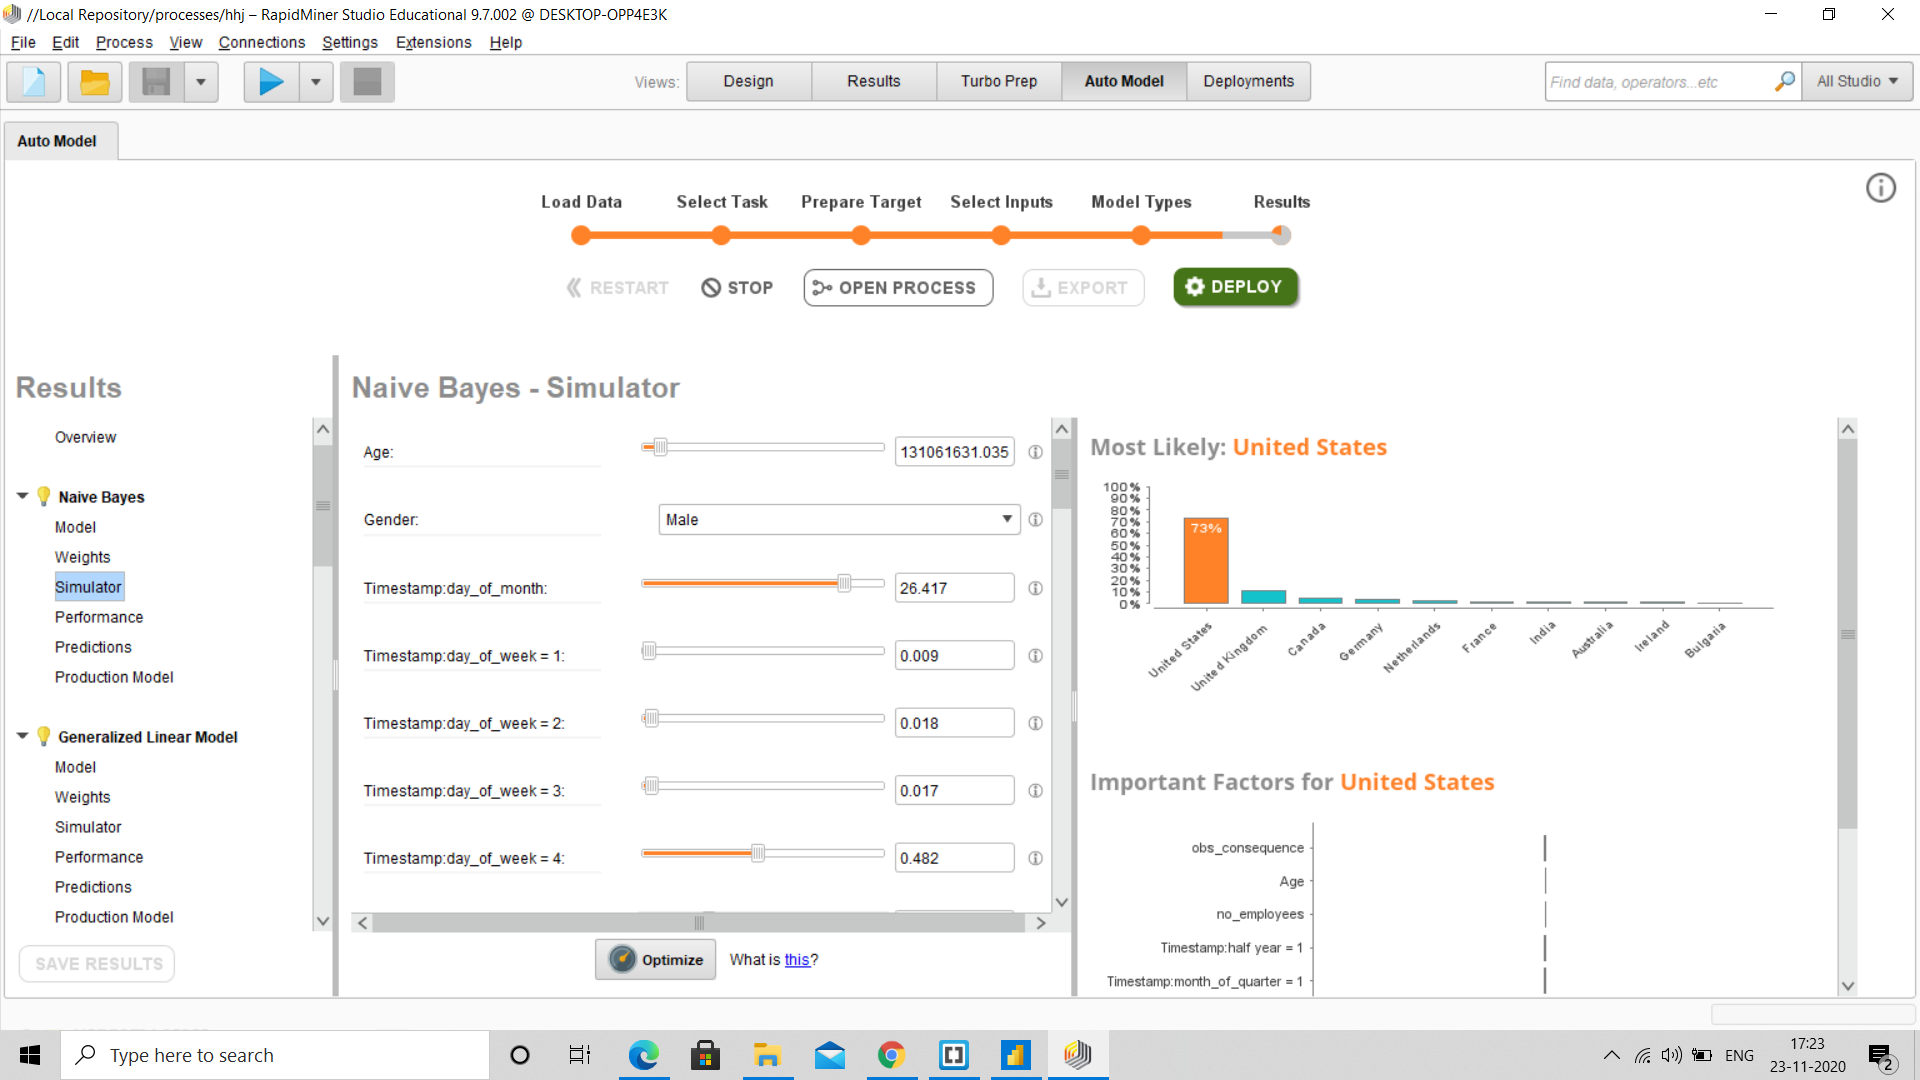 //Local Repository/processes/hhj – RapidMiner Studio Educational 9.7.002 @ DESKTOP-OPP4E3K
File Edit Process View Connections Settings Extensions Help
Views: Design Results Turbo Prep Auto Model Deployments
Find data, operators...etc All Studio
Auto Model
Load Data Select Task Prepare Target Select Inputs Model Types Results
RESTART STOP OPEN PROCESS EXPORT DEPLOY
Results
Overview
Naive Bayes
Model
Weights
Simulator
Performance
Predictions
Production Model
Generalized Linear Model
Model
Weights
Simulator
Performance
Predictions
Production Model
SAVE RESULTS
Naive Bayes - Simulator
Age: 131061631.035
Gender: Male
Timestamp:day_of_month: 26.417
Timestamp:day_of_week = 1: 0.009
Timestamp:day_of_week = 2: 0.018
Timestamp:day_of_week = 3: 0.017
Timestamp:day_of_week = 4: 0.482
Optimize What is this?
Most Likely: United States
100%
90%
80%
70%
60%
50%
40%
30%
20%
10%
0%
73%
United States
United Kingdom
Canada
Germany
Netherlands
France
India
Australia
Ireland
Bulgaria
Important Factors for United States
obs_consequence
Age
no_employees
Timestamp:half year = 1
Timestamp:month_of_quarter = 1
Type here to search
ENG
17:23
23-11-2020
2